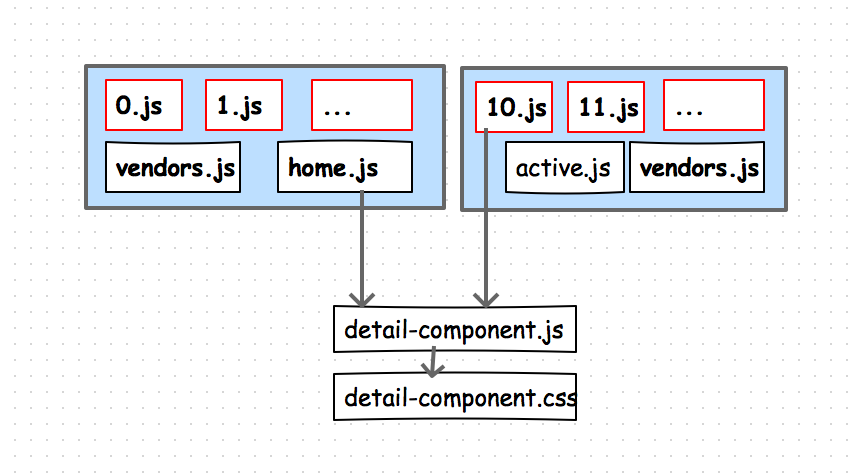 0.js
1.js
...
vendors.js
home.js
10.js
11.js
...
active.js
vendors.js
detail-component.js
detail-component.css